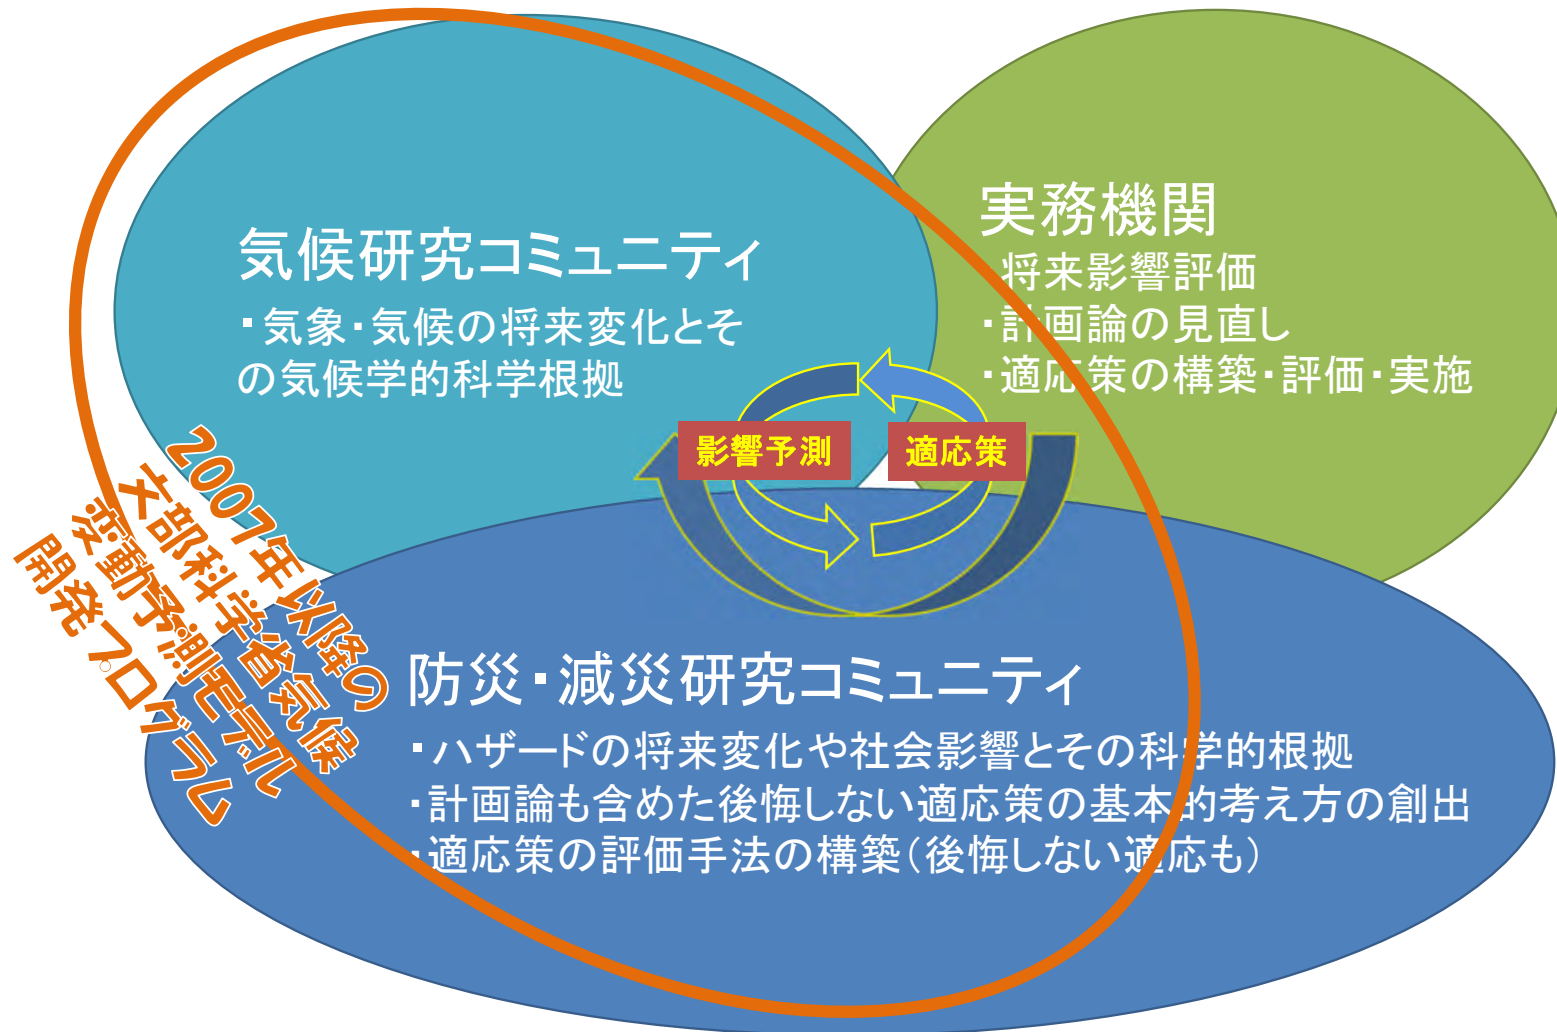 気候研究コミュニティ
・気象・気候の将来変化とそ
の気候学的科学根拠
実務機関
・将来影響評価
・計画論の見直し
・適応策の構築・評価・実施
影響予測
適応策
2007年以降の
文部科学省気候
変動予測モデル
開発プログラム
防災・減災研究コミュニティ
・ハザードの将来変化や社会影響とその科学的根拠
・計画論も含めた後悔しない適応策の基本的考え方の創出
・適応策の評価手法の構築（後悔しない適応も）